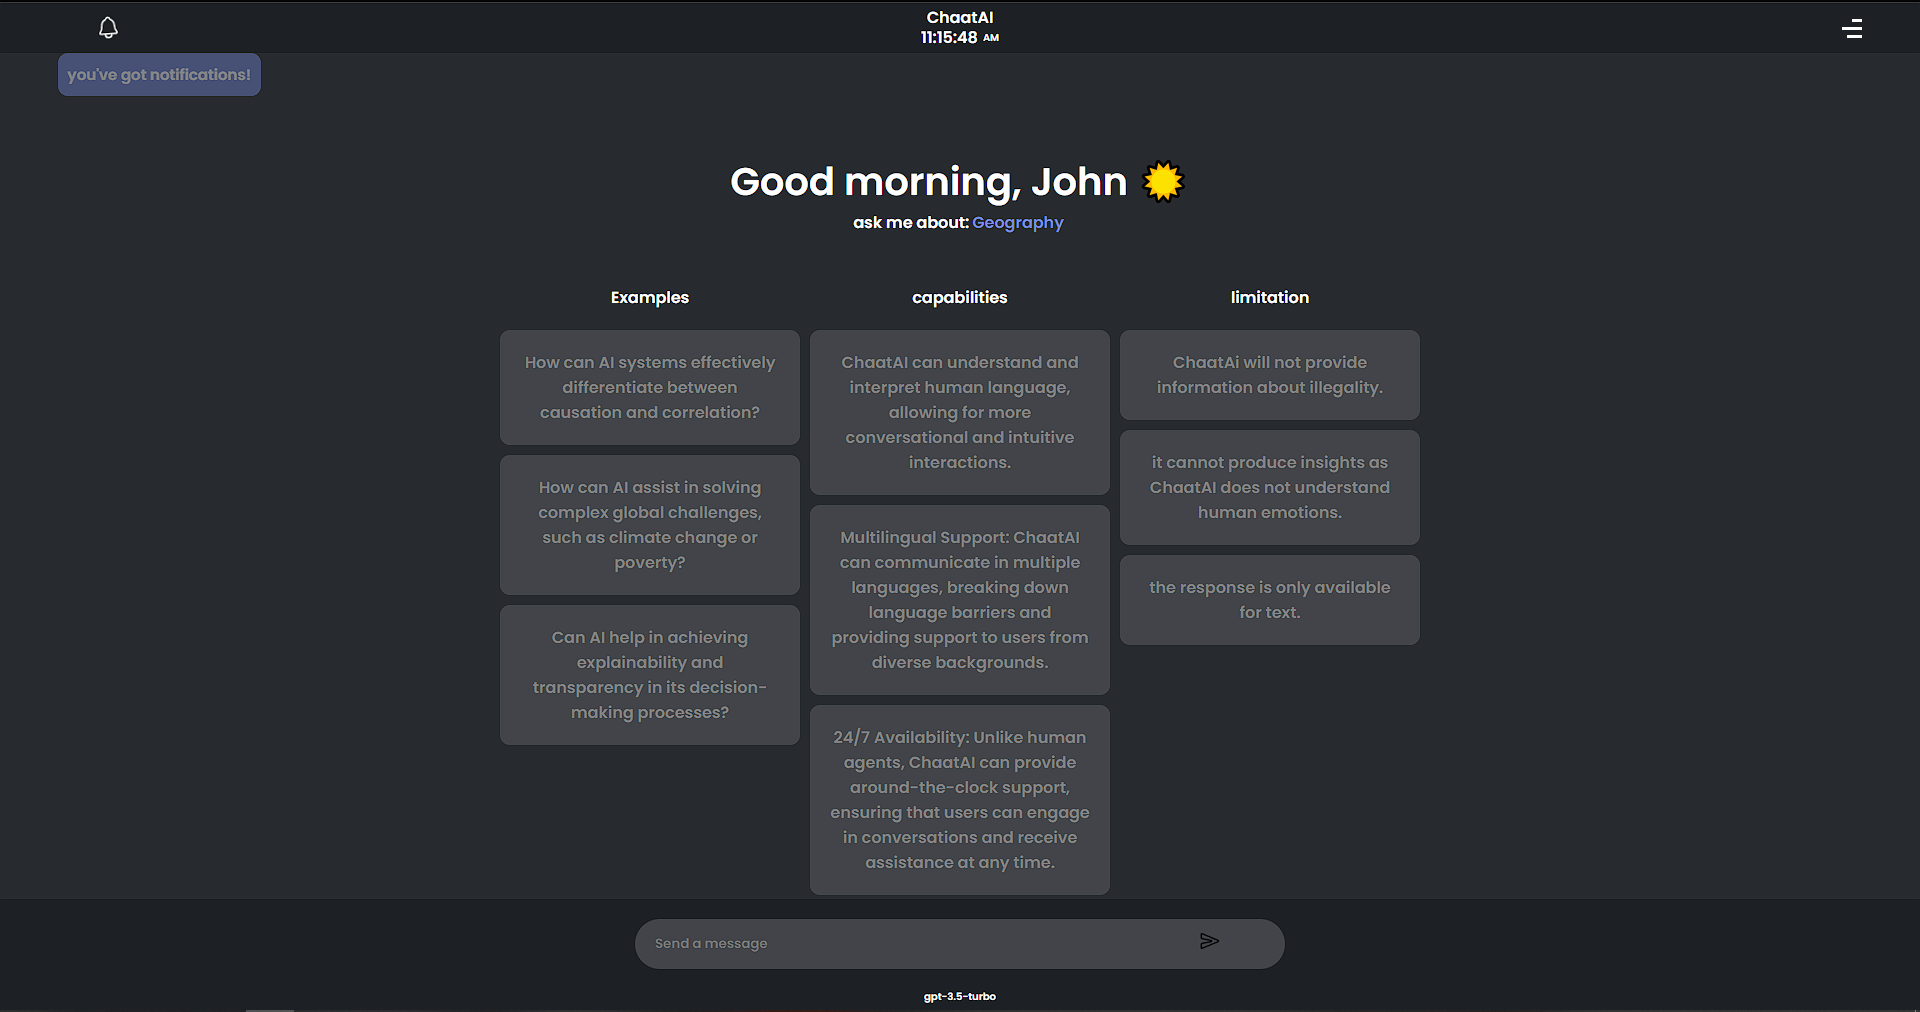 ChaatAI
11:15:48 AM
you've got notifications!
Good morning, John
ask me about: Geography
Examples
How can AI systems effectively
differentiate between
causation and correlation?
How can AI assist in solving
complex global challenges,
such as climate change or
poverty?
Can AI help in achieving
explainability and
transparency in its decision-
making processes?
capabilities
ChaatAI can understand and
interpret human language,
allowing for more
conversational and intuitive
interactions.
Multilingual Support: ChaatAI
can communicate in multiple
languages, breaking down
language barriers and
providing support to users from
diverse backgrounds.
24/7 Availability: Unlike human
agents, ChaatAI can provide
around-the-clock support,
ensuring that users can engage
in conversations and receive
assistance at any time.
limitation
ChaatAi will not provide
information about illegality.
it cannot produce insights as
ChaatAI does not understand
human emotions.
the response is only available
for text.
Send a message
gpt-3.5-turbo